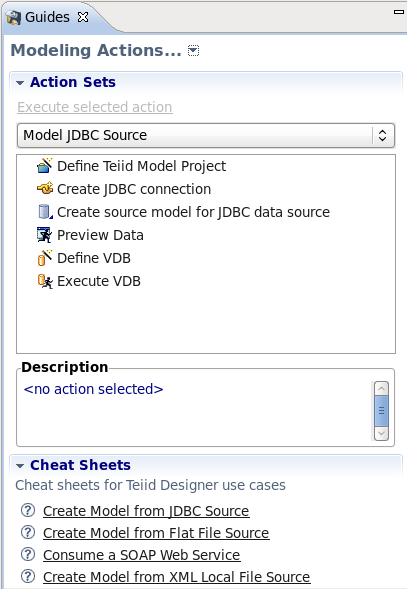 Guides
Modeling Actions...
Action Sets
Execute selected action
Model JDBC Source
Define Teiid Model Project
Create JDBC connection
Create source model for JDBC data source
Preview Data
Define VDB
Execute VDB
Description
<no action selected>
Cheat Sheets
Cheat sheets for Teiid Designer use cases
Create Model from JDBC Source
Create Model from Flat File Source
Consume a SOAP Web Service
Create Model from XML Local File Source